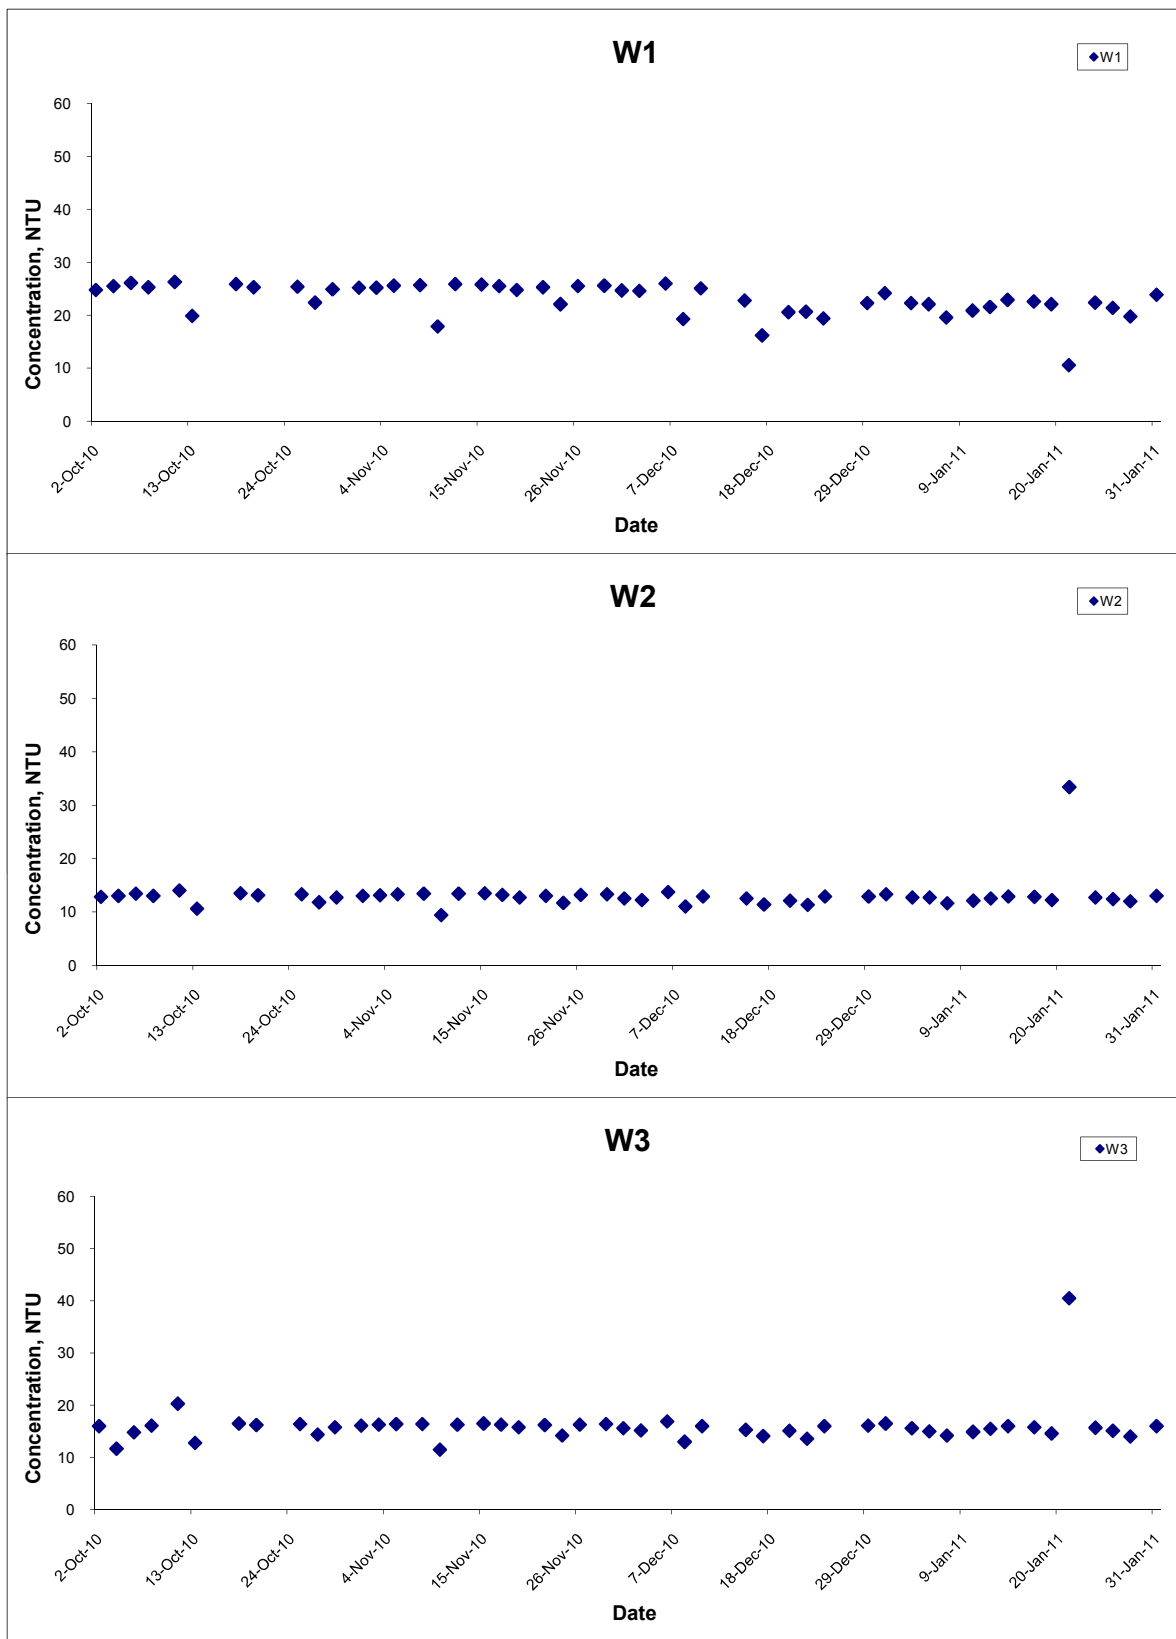 W1
W1
60
50
40
30
20
10
0
Concentration, NTU
2-Oct-10
13-Oct-10
24-Oct-10
4-Nov-10
15-Nov-10
26-Nov-10
7-Dec-10
18-Dec-10
29-Dec-10
9-Jan-11
20-Jan-11
31-Jan-11
Date
W2
W2
60
50
40
30
20
10
0
Concentration, NTU
2-Oct-10
13-Oct-10
24-Oct-10
4-Nov-10
15-Nov-10
26-Nov-10
7-Dec-10
18-Dec-10
29-Dec-10
9-Jan-11
20-Jan-11
31-Jan-11
Date
W3
W3
60
50
40
30
20
10
0
Concentration, NTU
2-Oct-10
13-Oct-10
24-Oct-10
4-Nov-10
15-Nov-10
26-Nov-10
7-Dec-10
18-Dec-10
29-Dec-10
9-Jan-11
20-Jan-11
31-Jan-11
Date